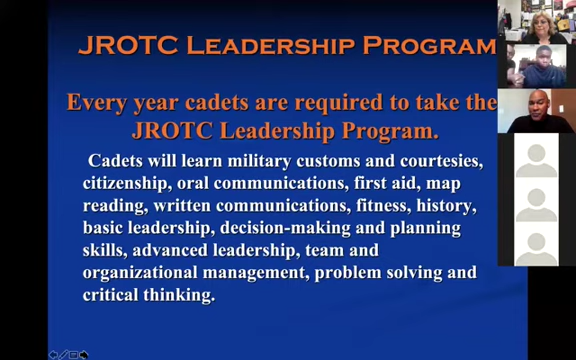 JROTC LEADERSHIP PROGRAM
Every year cadets are required to take the
JROTC Leadership Program.
Cadets will learn military customs and courtesies,
citizenship, oral communications, first aid, map
reading, written communications, fitness, history,
basic leadership, decision-making and planning
skills, advanced leadership, team and
organizational management, problem solving and
critical thinking.